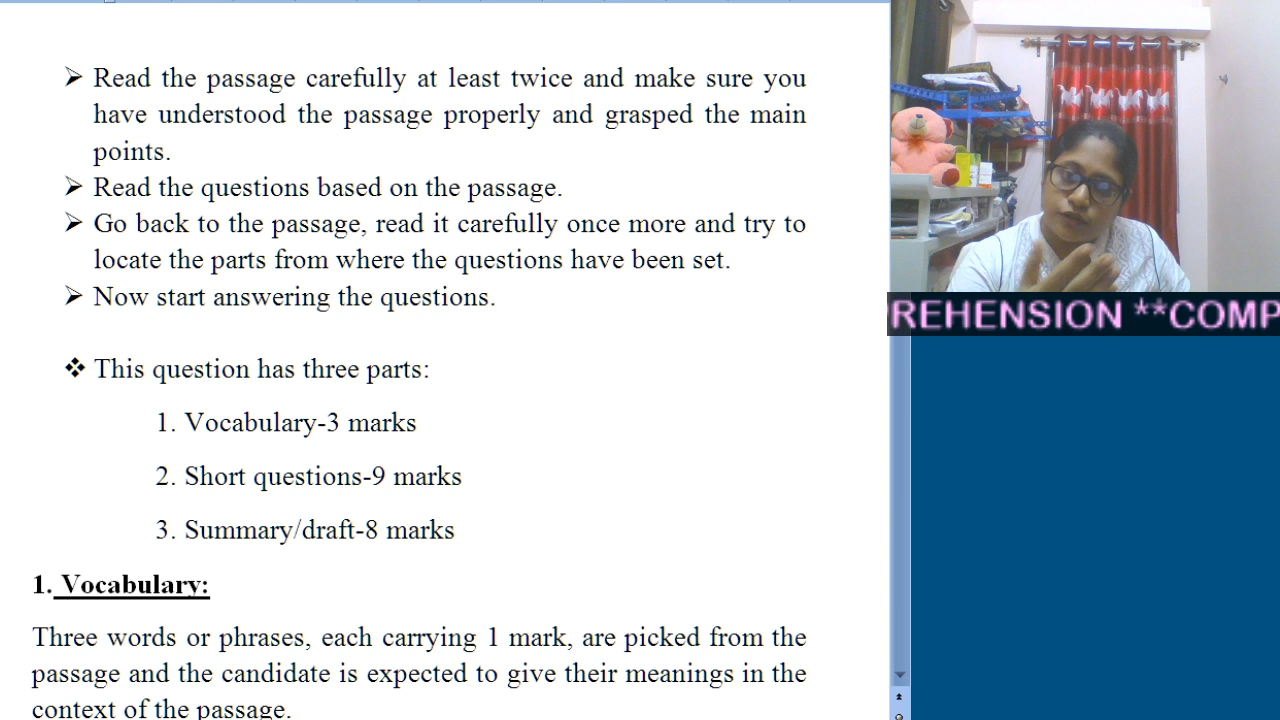 Read the passage carefully at least twice and make sure you
have understood the passage properly and grasped the main
points.
Read the questions based on the passage.
Go back to the passage, read it carefully once more and try to
locate the parts from where the questions have been set.
Now start answering the questions.
This question has three parts:
1. Vocabulary-3 marks
2. Short questions-9 marks
3. Summary/draft-8 marks
1. Vocabulary:
Three words or phrases, each carrying 1 mark, are picked from the
passage and the candidate is expected to give their meanings in the
context of the passage.
REHENSION **COMP